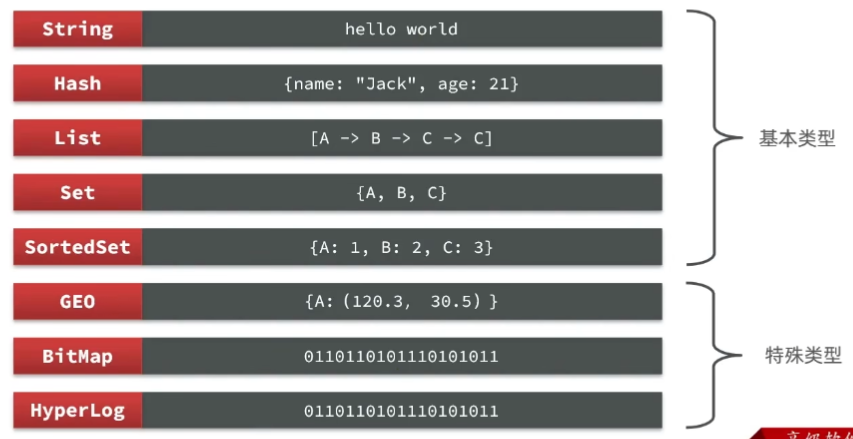 String hello world
Hash {name: "Jack", age: 21}
List [A -> B -> C -> C]
基本类型
Set {A, B, C}
SortedSet {A: 1, B: 2, C: 3}
GEO {A: (120.3, 30.5) }
BitMap 0110110101110101011
特殊类型
HyperLog 0110110101110101011